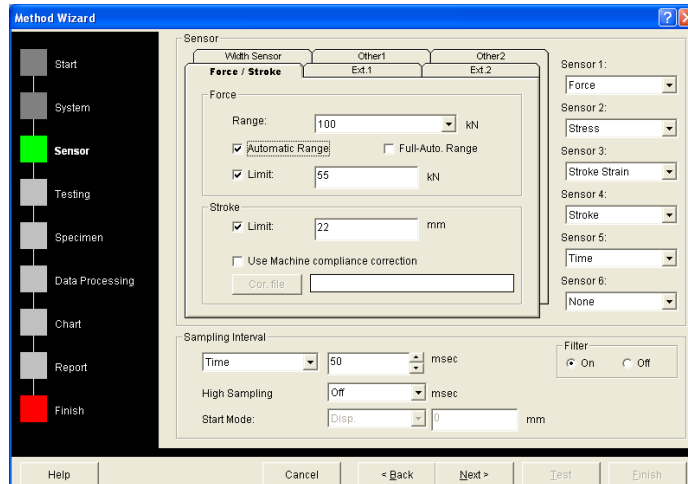 Method Wizard
?
X
Start
System
Sensor
Testing
Specimen
Data Processing
Chart
Report
Finish
Sensor
Width Sensor Other1 Other2
Force / Stroke Ext.1 Ext.2
Force
Range: 100 kN
Automatic Range Full-Auto. Range
Limit: 55 kN
Stroke
Limit: 22 mm
Use Machine compliance correction
Cor. file
Sensor 1:
Force
Sensor 2:
Stress
Sensor 3:
Stroke Strain
Sensor 4:
Stroke
Sensor 5:
Time
Sensor 6:
None
Sampling Interval
Time 50 msec
High Sampling Off msec
Start Mode: Disp. 0 mm
Filter
On Off
Help Cancel < Back Next > Test Finish